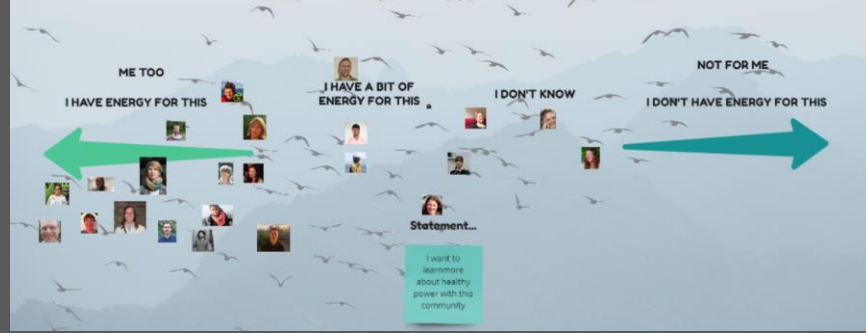 ME TOO
I HAVE ENERGY FOR THIS
I HAVE A BIT OF
ENERGY FOR THIS
I DON'T KNOW
NOT FOR ME
I DON'T HAVE ENERGY FOR THIS
Statement...
I want to
learnmore
about healthy
power with this
community